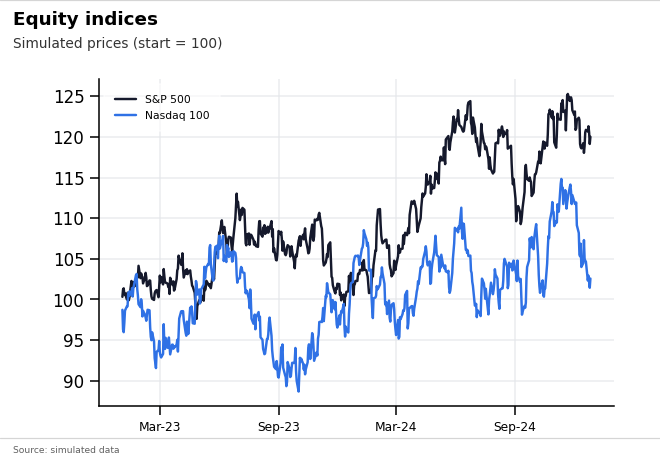 Equity indices
Simulated prices (start = 100)
S&P 500
Nasdaq 100
125
120
115
110
105
100
95
90
Mar-23 Sep-23 Mar-24 Sep-24
Source: simulated data